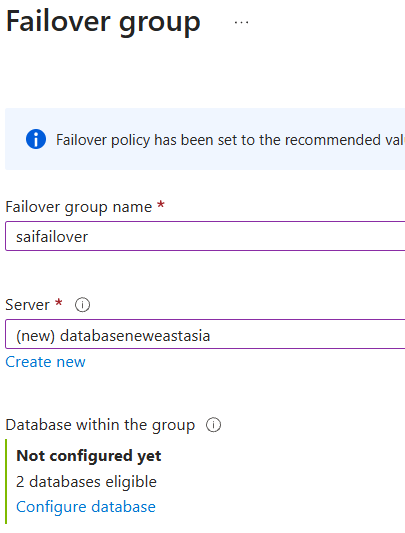 Failover group ...
Failover policy has been set to the recommended val
Failover group name *
saifailover
Server *
(new) databaseneweastasia
Create new
Database within the group
Not configured yet
2 databases eligible
Configure database